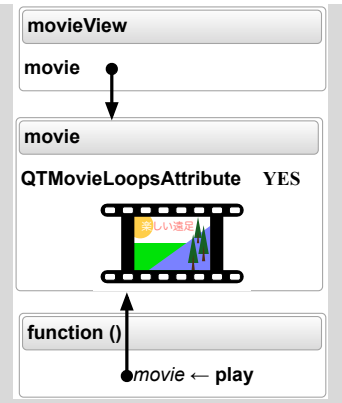 movieView
movie
movie
QTMovieLoopsAttribute YES
楽しい遠足
function ()
movie ← play